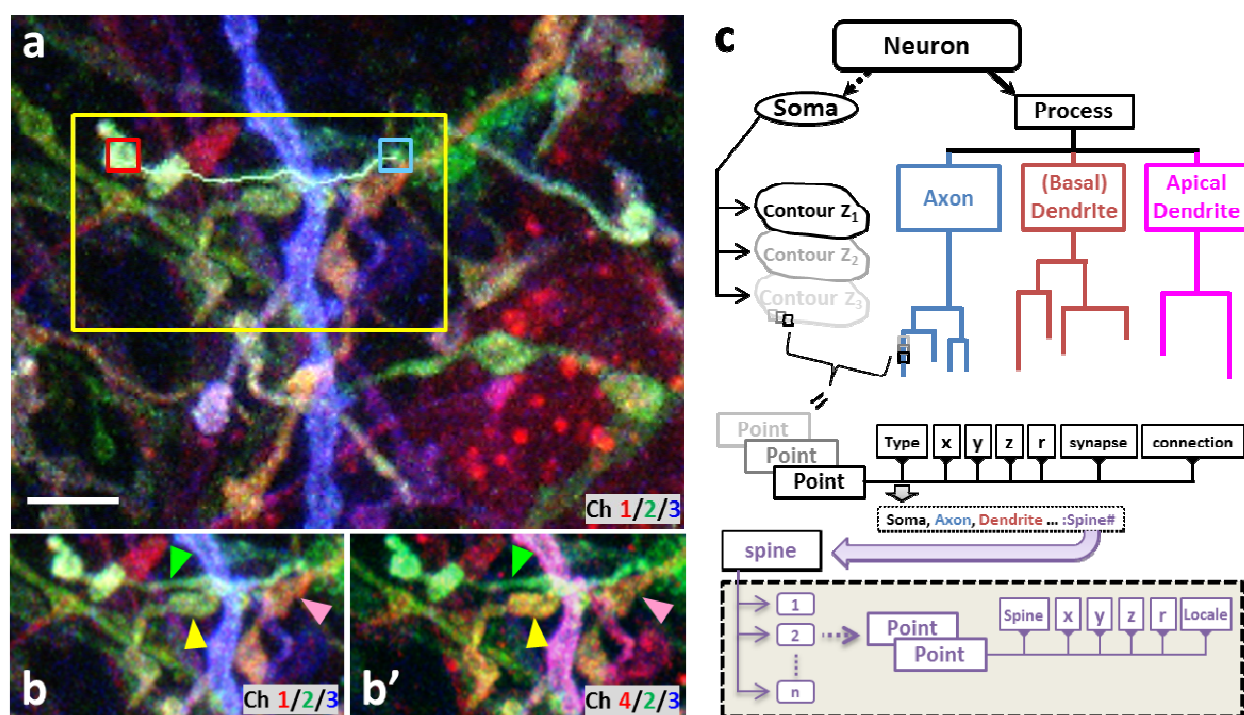 a
Ch 1/2/3
b
Ch 1/2/3
b’
Ch 4/2/3
c
Neuron
Soma
Process
Axon
(Basal)
Dendrite
Apical
Dendrite
Contour Z1
Contour Z2
Contour Z3
Point
Point
Point
Type
x
y
z
r
synapse
connection
Soma, Axon, Dendrite ... :Spine#
spine
1
2
n
Point
Point
Spine
x
y
z
r
Locale